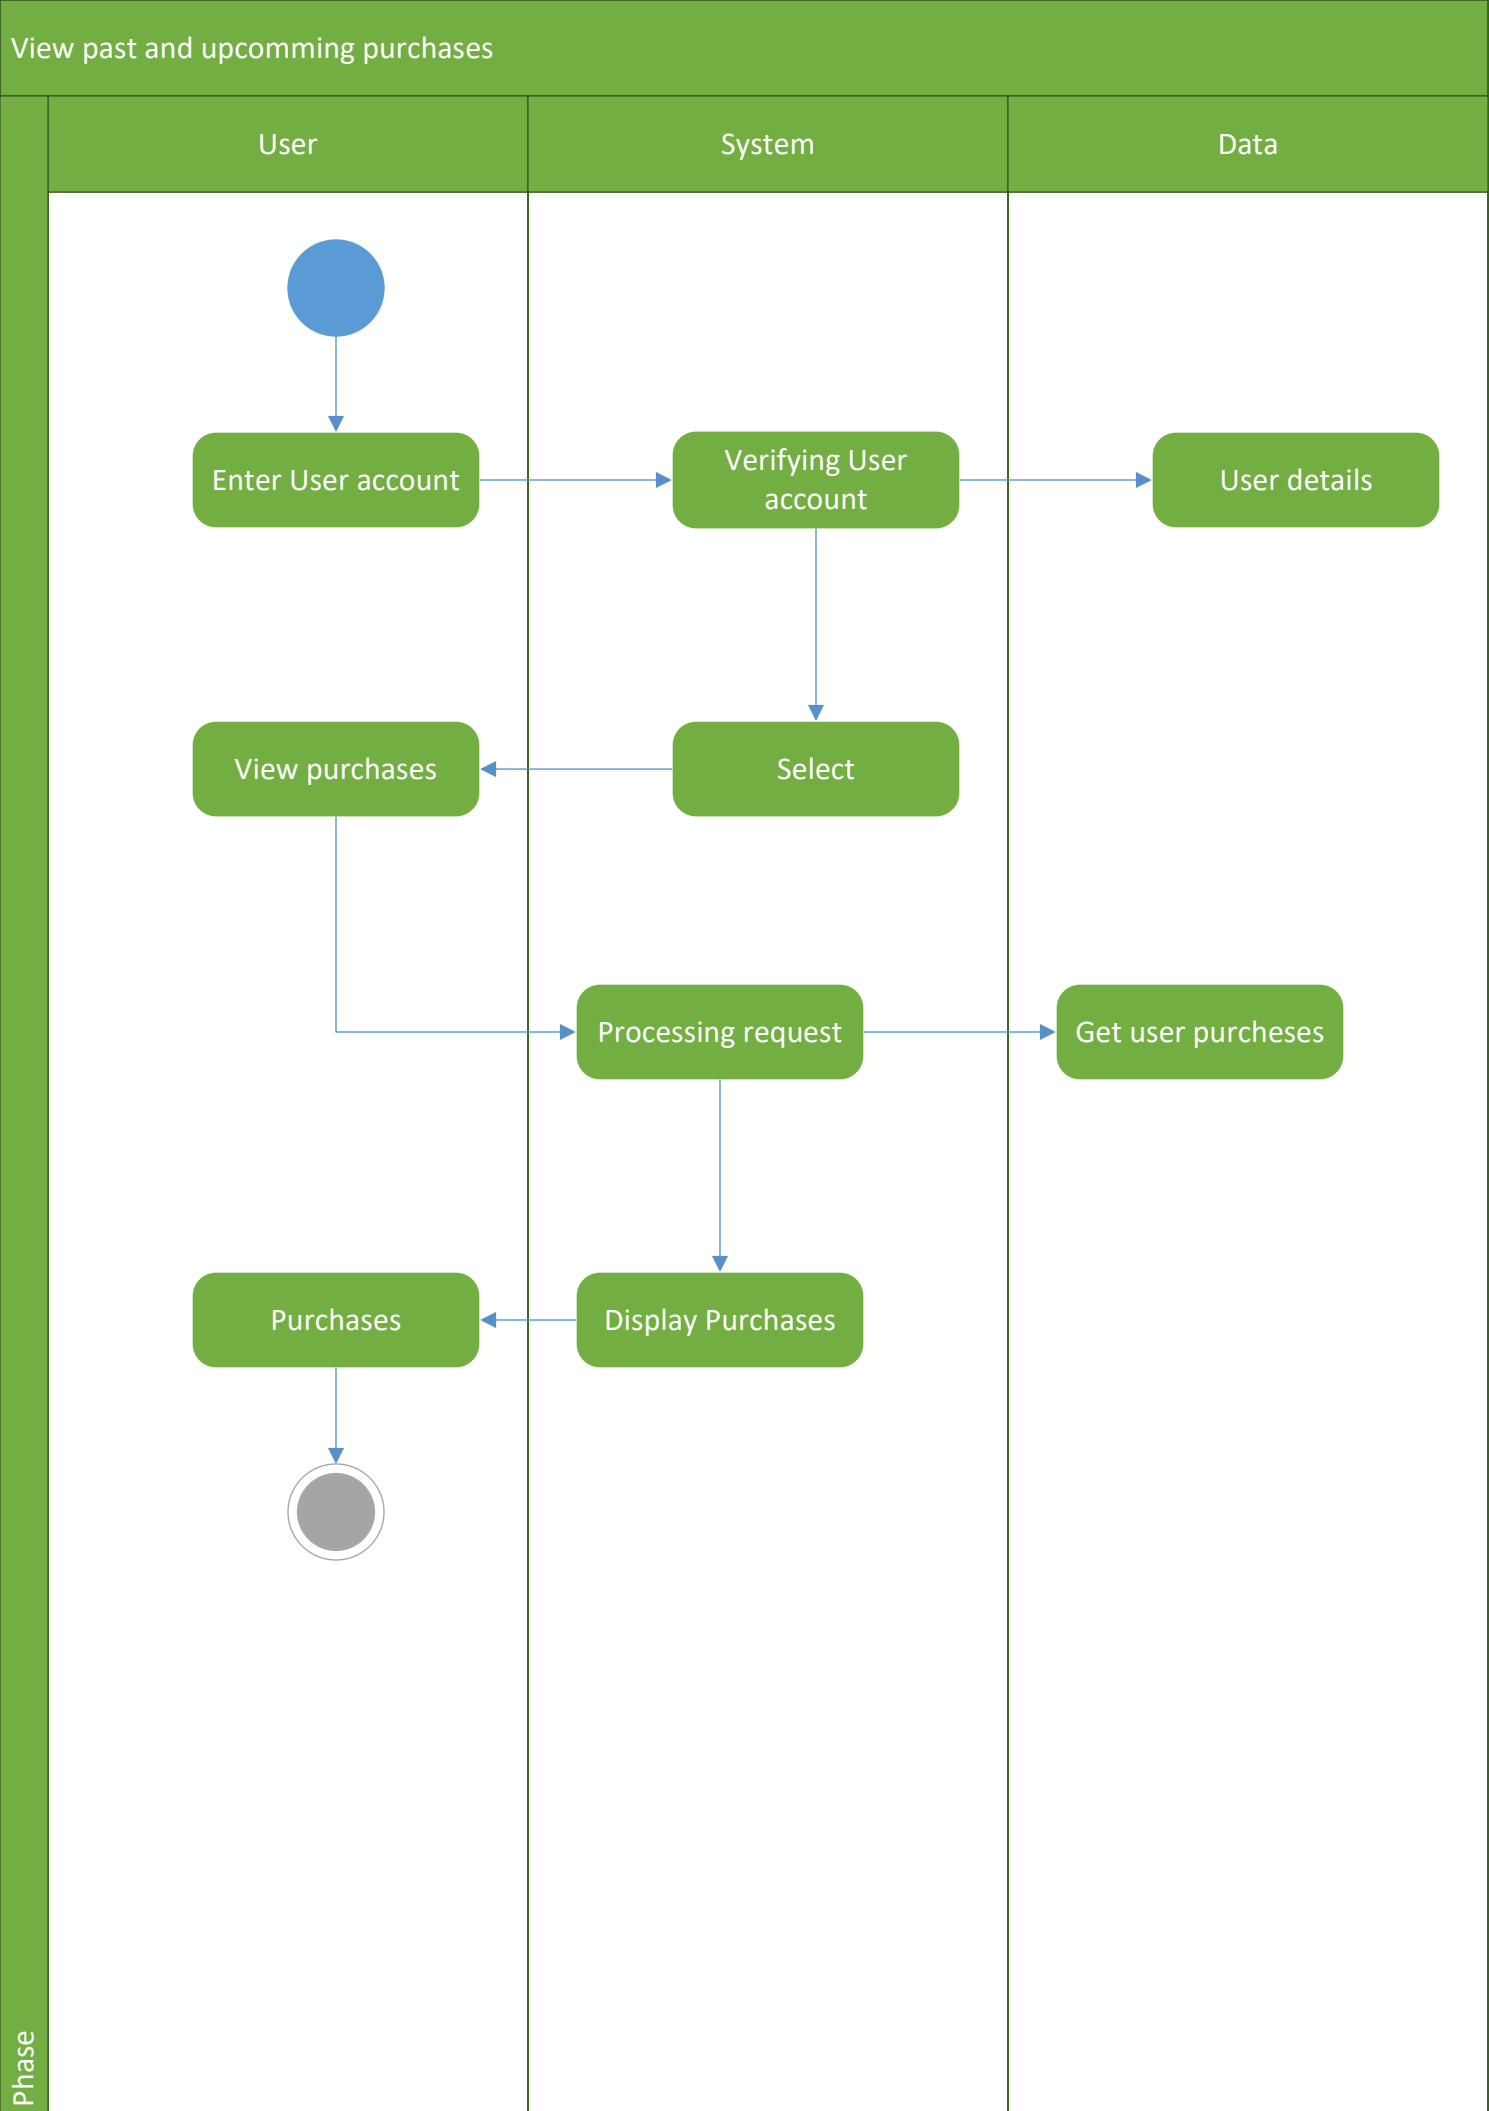 View past and upcomming purchases
User
System
Data
Enter User account
Verifying User
account
User details
View purchases
Select
Processing request
Get user purcheses
Purchases
Display Purchases
Phase